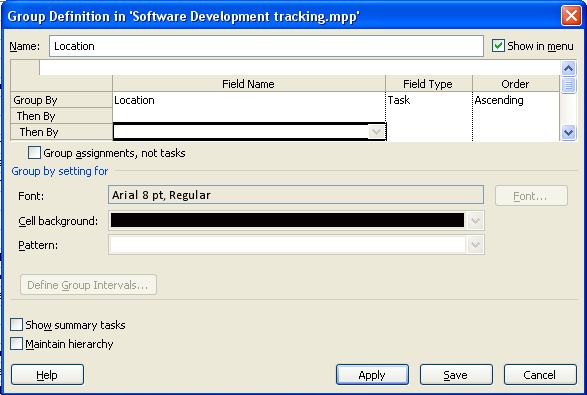 Group Definition in 'Software Development tracking.mpp'
Name: Location Show in menu
Field Name Field Type Order
Group By Location Task Ascending
Then By
Then By
Group assignments, not tasks
Group by setting for
Font: Arial 8 pt, Regular Font...
Cell background:
Pattern:
Define Group Intervals...
Show summary tasks
Maintain hierarchy
Help Apply Save Cancel